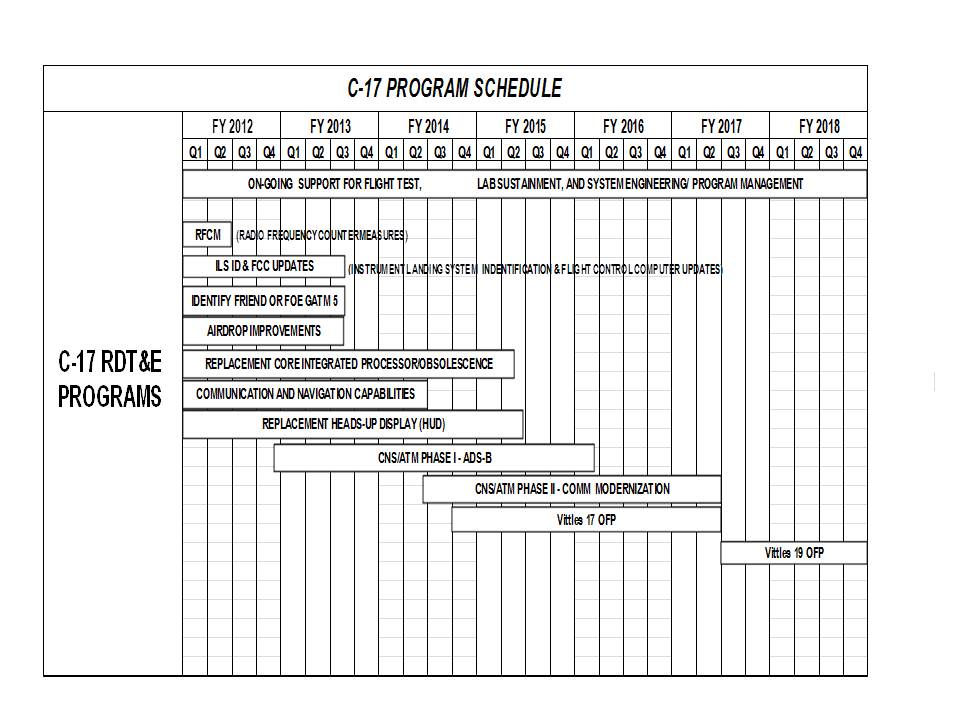 C-17 PROGRAM SCHEDULE
FY 2012 FY 2013 FY 2014 FY 2015 FY 2016 FY 2017 FY 2018
Q1 Q2 Q3 Q4 Q1 Q2 Q3 Q4 Q1 Q2 Q3 Q4 Q1 Q2 Q3 Q4 Q1 Q2 Q3 Q4 Q1 Q2 Q3 Q4 Q1 Q2 Q3 Q4
ON-GOING SUPPORT FOR FLIGHT TEST, LAB SUSTAINMENT, AND SYSTEM ENGINEERING/ PROGRAM MANAGEMENT
RFCM (RADIO FREQUENCY COUNTERMEASURES)
ILS ID & FCC UPDATES (INSTRUMENT LANDING SYSTEM INDENTIFICATION & FLIGHT CONTROL COMPUTER UPDATES)
IDENTIFY FRIEND OR FOE GATM 5
AIRDROP IMPROVEMENTS
C-17 RDT&E
PROGRAMS
REPLACEMENT CORE INTEGRATED PROCESSOR/OBSOLESCENCE
COMMUNICATION AND NAVIGATION CAPABILITIES
REPLACEMENT HEADS-UP DISPLAY (HUD)
CNS/ATM PHASE I - ADS-B
CNS/ATM PHASE II - COMM MODERNIZATION
Vittles 17 OFP
Vittles 19 OFP